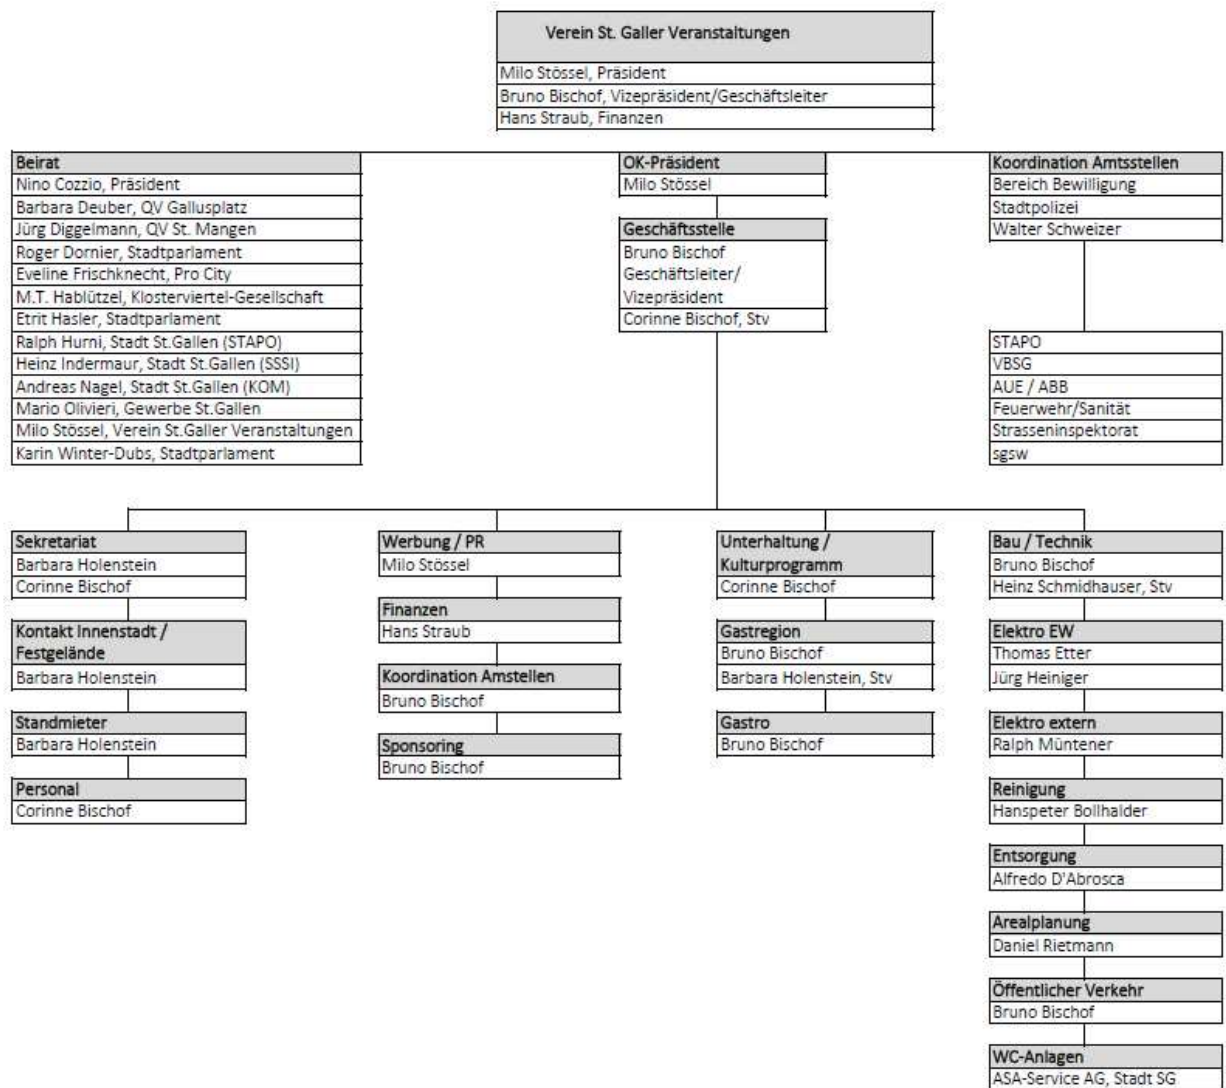 Verein St. Galler Veranstaltungen
Milo Stössel, Präsident
Bruno Bischof, Vizepräsident/Geschäftsleiter
Hans Straub, Finanzen
Beirat
Nino Cozzio, Präsident
Barbara Deuber, QV Gallusplatz
Jürg Diggelmann, QV St. Mangen
Roger Dornier, Stadtparlament
Eveline Frischknecht, Pro City
M.T. Hablützel, Klosterviertel-Gesellschaft
Etrit Hasler, Stadtparlament
Ralph Hurni, Stadt St.Gallen (STAPO)
Heinz Indermaur, Stadt St.Gallen (SSSI)
Andreas Nagel, Stadt St.Gallen (KOM)
Mario Olivieri, Gewerbe St.Gallen
Milo Stössel, Verein St.Galler Veranstaltungen
Karin Winter-Dubs, Stadtparlament
OK-Präsident
Milo Stössel
Geschäftsstelle
Bruno Bischof
Geschäftsleiter/
Vizepräsident
Corinne Bischof, Stv
Koordination Amtsstellen
Bereich Bewilligung
Stadtpolizei
Walter Schweizer
STAPO
VBSG
AUE / ABB
Feuerwehr/Sanität
Strasseninspektorat
sgsw
Sekretariat
Barbara Holenstein
Corinne Bischof
Kontakt Innenstadt /
Festgelände
Barbara Holenstein
Standmieter
Barbara Holenstein
Personal
Corinne Bischof
Werbung / PR
Milo Stössel
Finanzen
Hans Straub
Koordination Amstellen
Bruno Bischof
Sponsoring
Bruno Bischof
Unterhaltung /
Kulturprogramm
Corinne Bischof
Gastregion
Bruno Bischof
Barbara Holenstein, Stv
Gastro
Bruno Bischof
Bau / Technik
Bruno Bischof
Heinz Schmidhauser, Stv
Elektro EW
Thomas Etter
Jürg Heiniger
Elektro extern
Ralph Müntener
Reinigung
Hanspeter Bollhalder
Entsorgung
Alfredo D'Abrosca
Arealplanung
Daniel Rietmann
Öffentlicher Verkehr
Bruno Bischof
WC-Anlagen
ASA-Service AG, Stadt SG